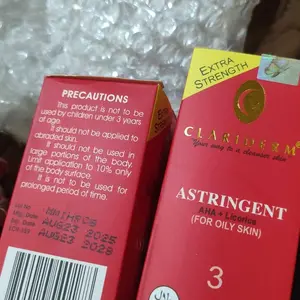 PRECAUTIONS
This product is not to
be used by children under 3 years
of age.
It should not be applied to
abraded skin.
It should not be used in
large portions of the body.
Limit application to 10% only
of the body surface.
It is not to be used for
prolonged period of time.
Mfg. Date
AUG23 2025
AUG23 2028
EXTRA
STRENGTH
CLARIDERM
Your way to a cleaner skin
ASTRINGENT
AHA + Licorice
(FOR OILY SKIN)
3